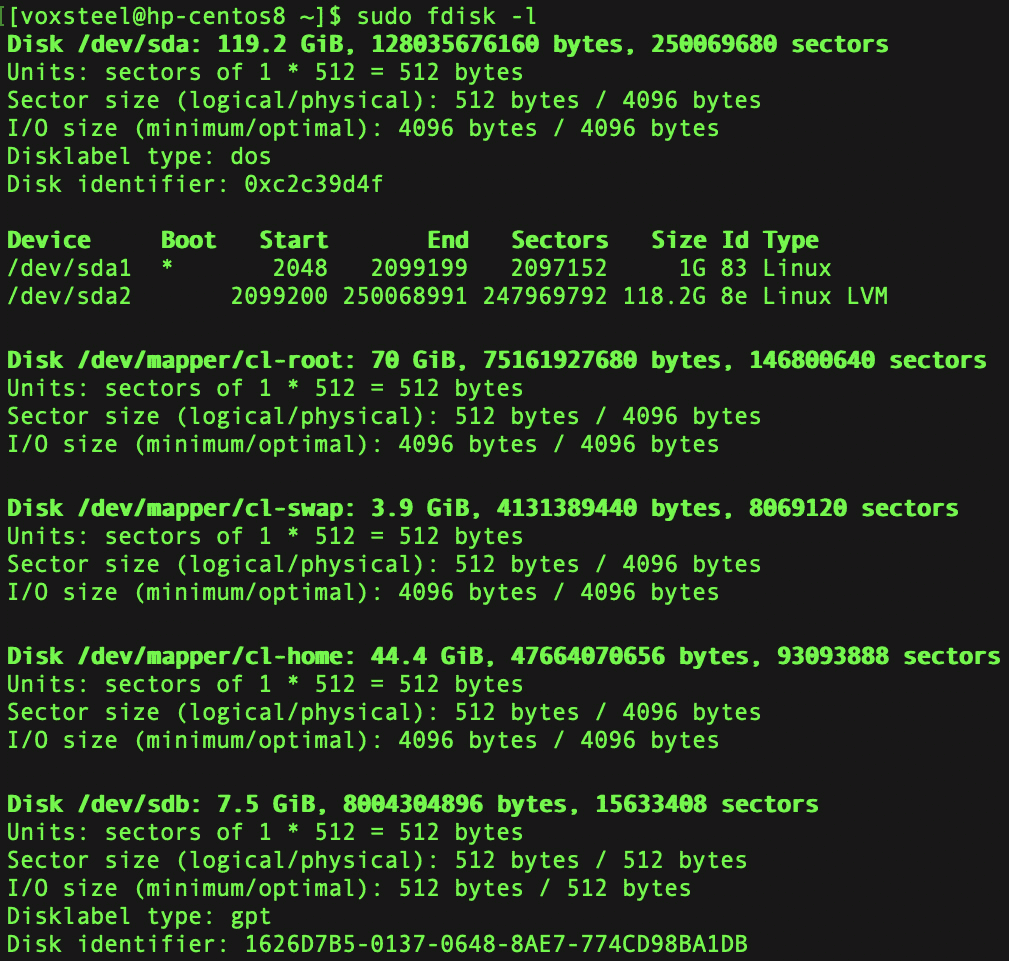 [[voxsteel@hp-centos8 ~]$ sudo fdisk -l
Disk /dev/sda: 119.2 GiB, 128035676160 bytes, 250069680 sectors
Units: sectors of 1 * 512 = 512 bytes
Sector size (logical/physical): 512 bytes / 4096 bytes
I/O size (minimum/optimal): 4096 bytes / 4096 bytes
Disklabel type: dos
Disk identifier: 0xc2c39d4f
Device     Boot   Start       End   Sectors   Size Id Type
/dev/sda1  *       2048   2099199   2097152     1G 83 Linux
/dev/sda2       2099200 250068991 247969792 118.2G 8e Linux LVM
Disk /dev/mapper/cl-root: 70 GiB, 75161927680 bytes, 146800640 sectors
Units: sectors of 1 * 512 = 512 bytes
Sector size (logical/physical): 512 bytes / 4096 bytes
I/O size (minimum/optimal): 4096 bytes / 4096 bytes
Disk /dev/mapper/cl-swap: 3.9 GiB, 4131389440 bytes, 8069120 sectors
Units: sectors of 1 * 512 = 512 bytes
Sector size (logical/physical): 512 bytes / 4096 bytes
I/O size (minimum/optimal): 4096 bytes / 4096 bytes
Disk /dev/mapper/cl-home: 44.4 GiB, 47664070656 bytes, 93093888 sectors
Units: sectors of 1 * 512 = 512 bytes
Sector size (logical/physical): 512 bytes / 4096 bytes
I/O size (minimum/optimal): 4096 bytes / 4096 bytes
Disk /dev/sdb: 7.5 GiB, 8004304896 bytes, 15633408 sectors
Units: sectors of 1 * 512 = 512 bytes
Sector size (logical/physical): 512 bytes / 512 bytes
I/O size (minimum/optimal): 512 bytes / 512 bytes
Disklabel type: gpt
Disk identifier: 1626D7B5-0137-0648-8AE7-774CD98BA1DB